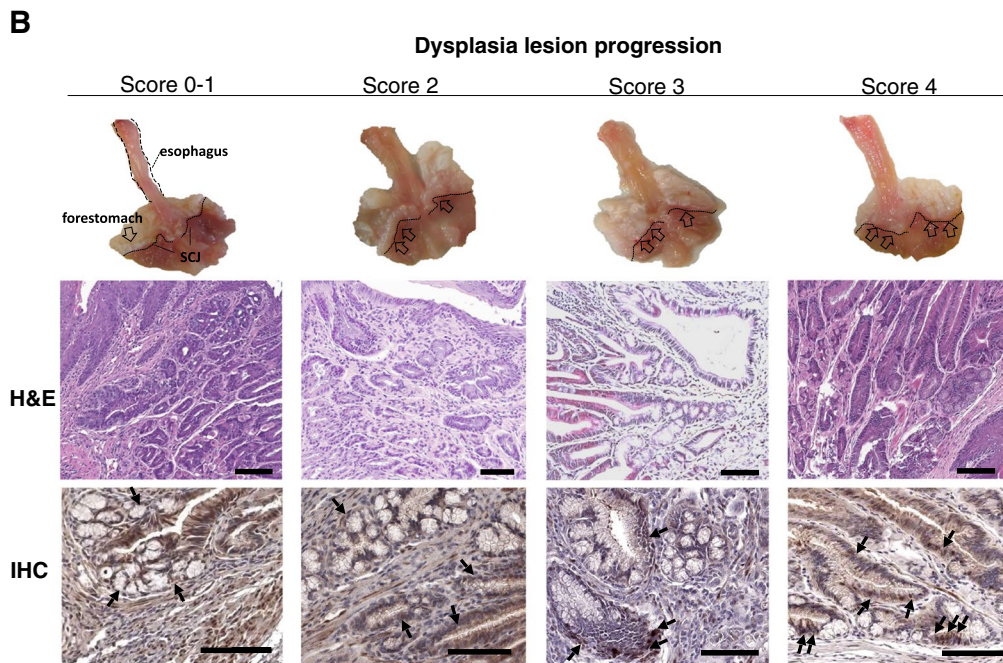 B
Dysplasia lesion progression
Score 0-1
Score 2
Score 3
Score 4
esophagus
forestomach
SCJ
H&E
IHC